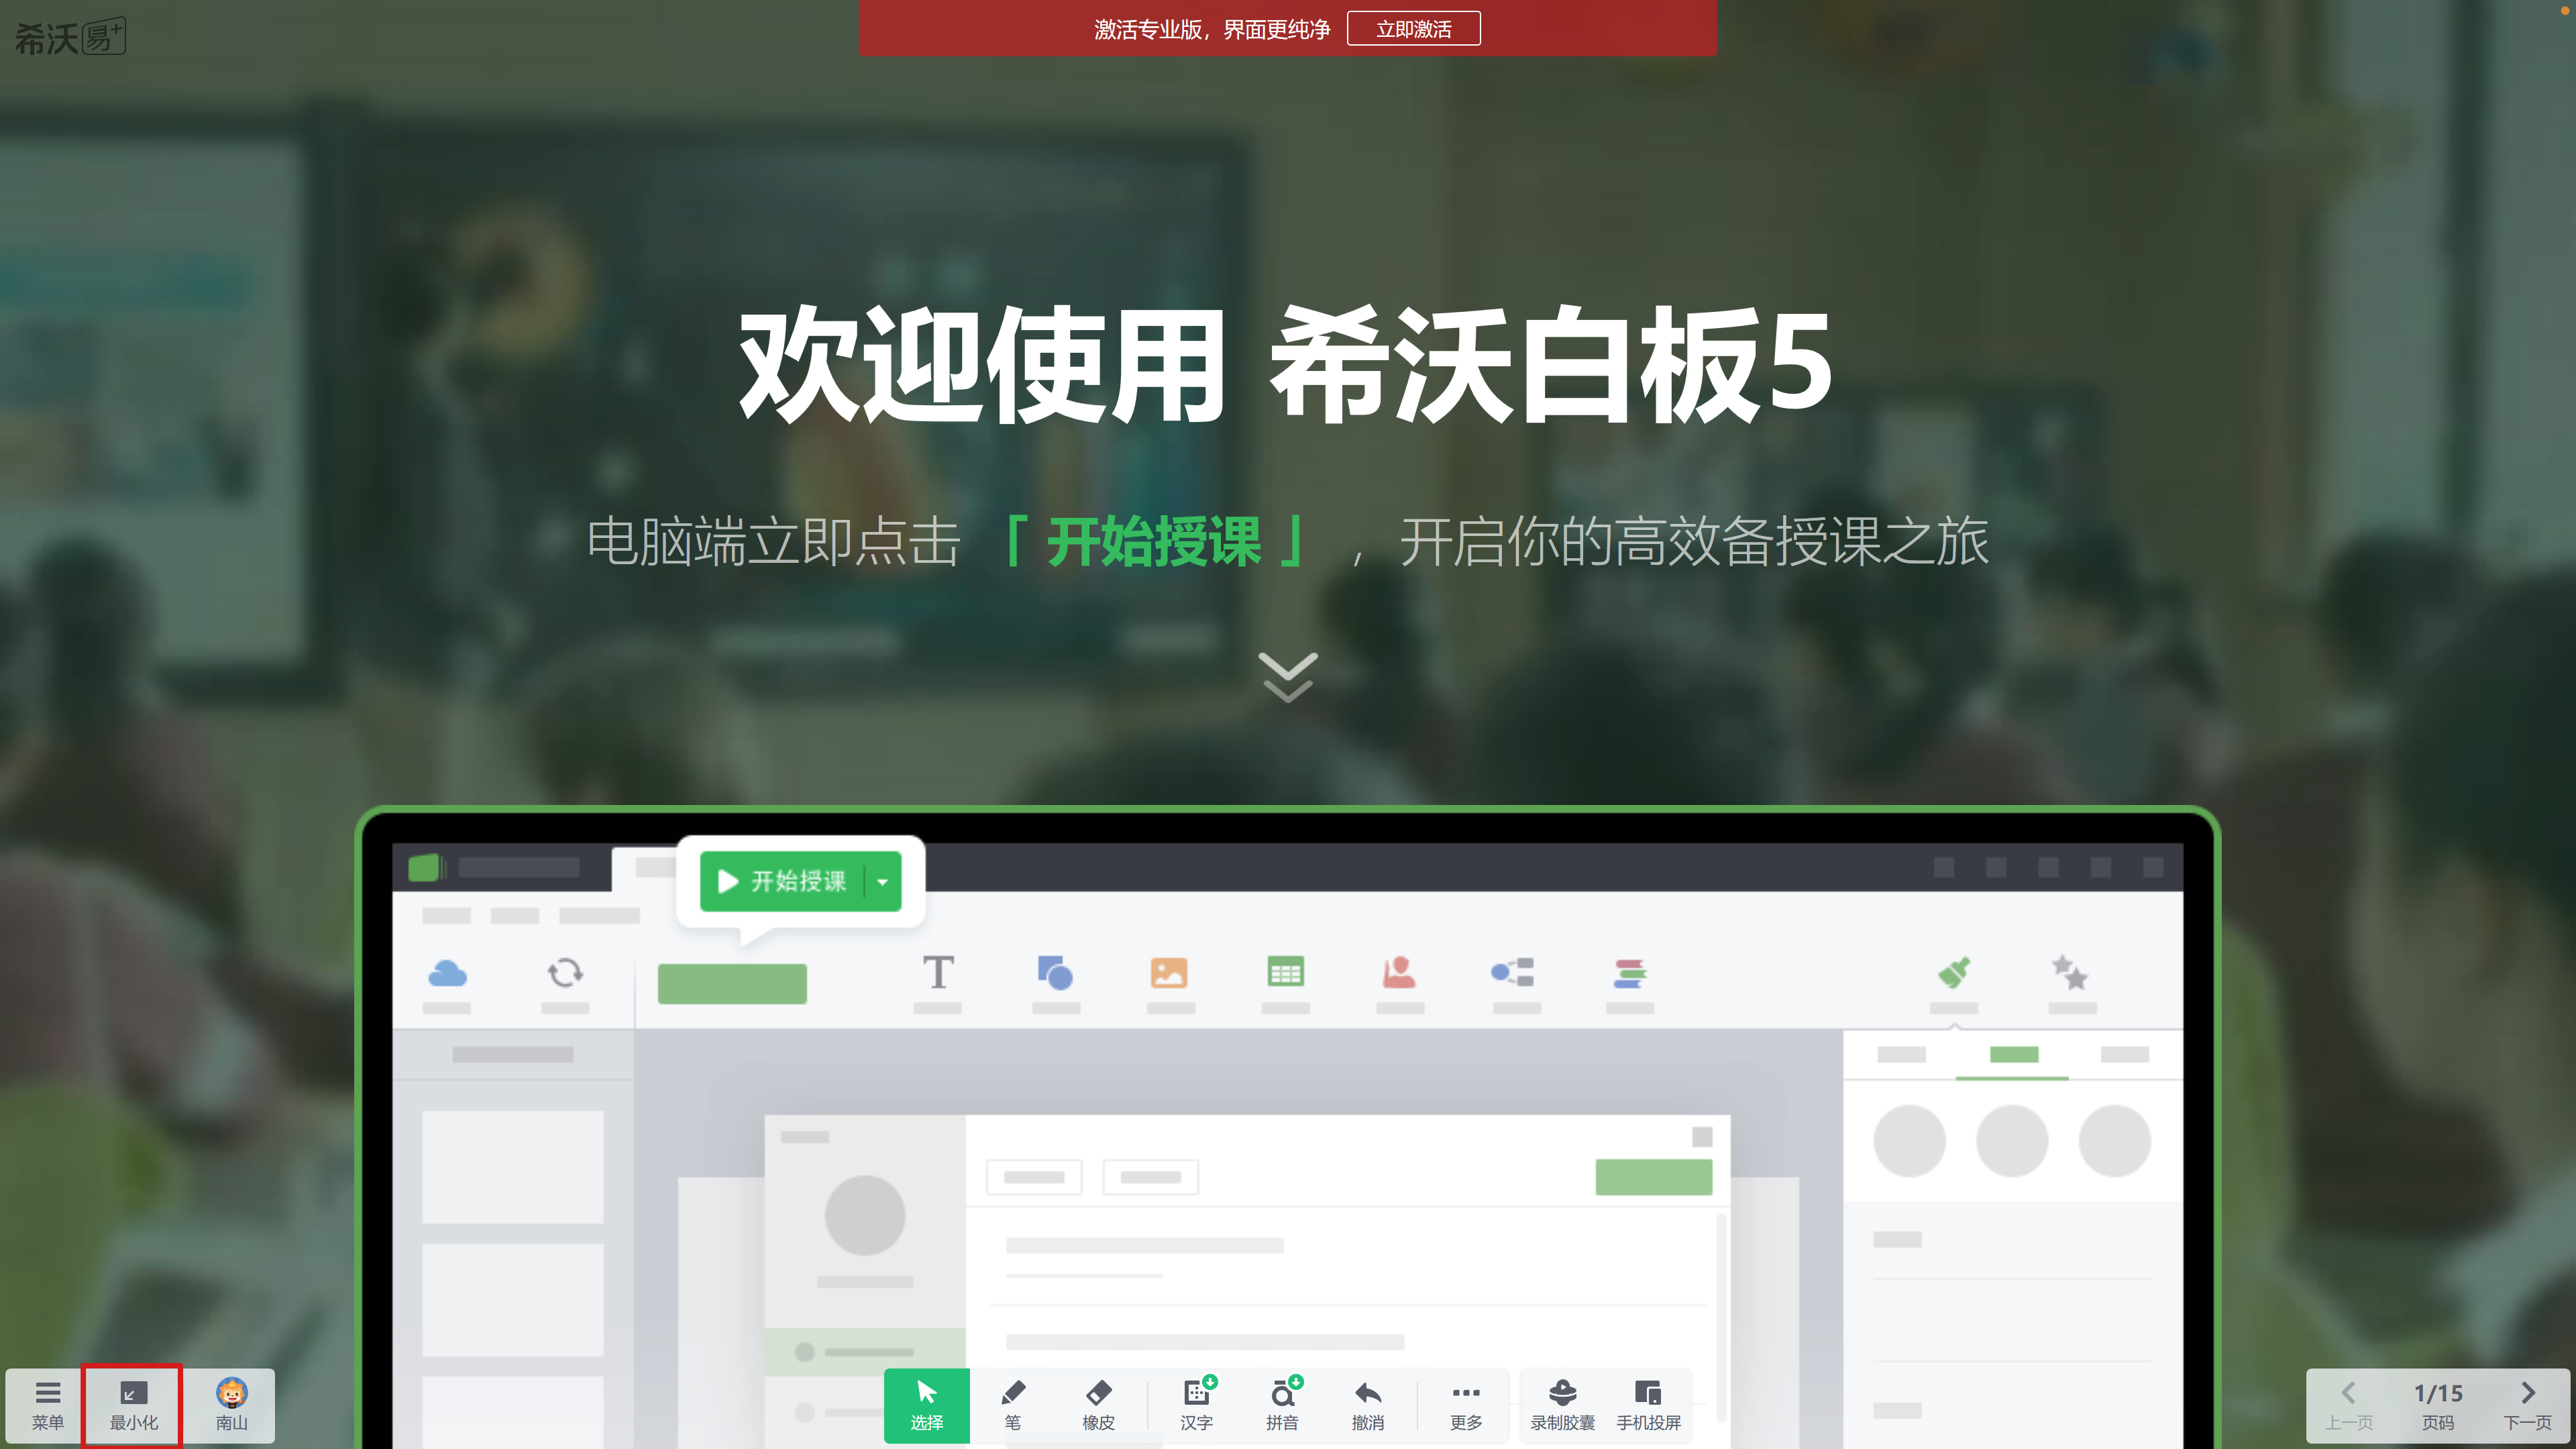 希沃易+
激活专业版，界面更纯净 立即激活
欢迎使用 希沃白板5
电脑端立即点击「开始授课」，开启你的高效备授课之旅
开始授课
T
菜单 最小化 南山
选择 笔 橡皮 汉字 拼音 撤消 更多 录制胶囊 手机投屏
1/15
上一页 页码 下一页